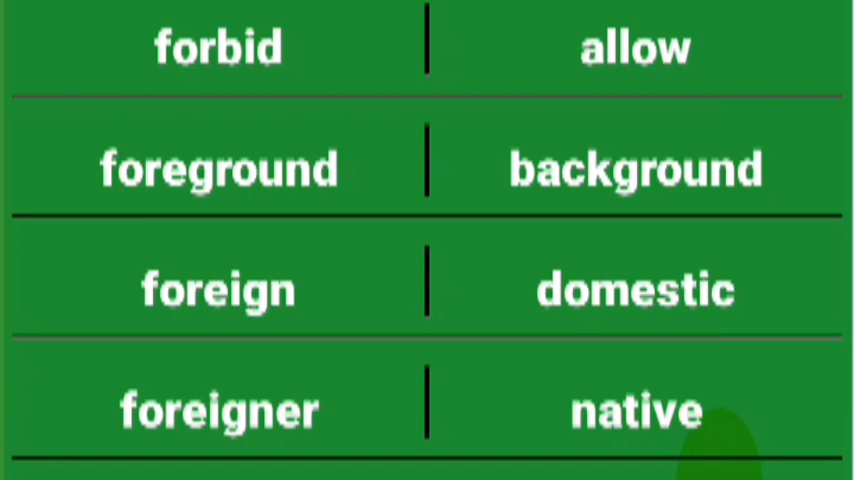 forbid | allow
foreground | background
foreign | domestic
foreigner | native